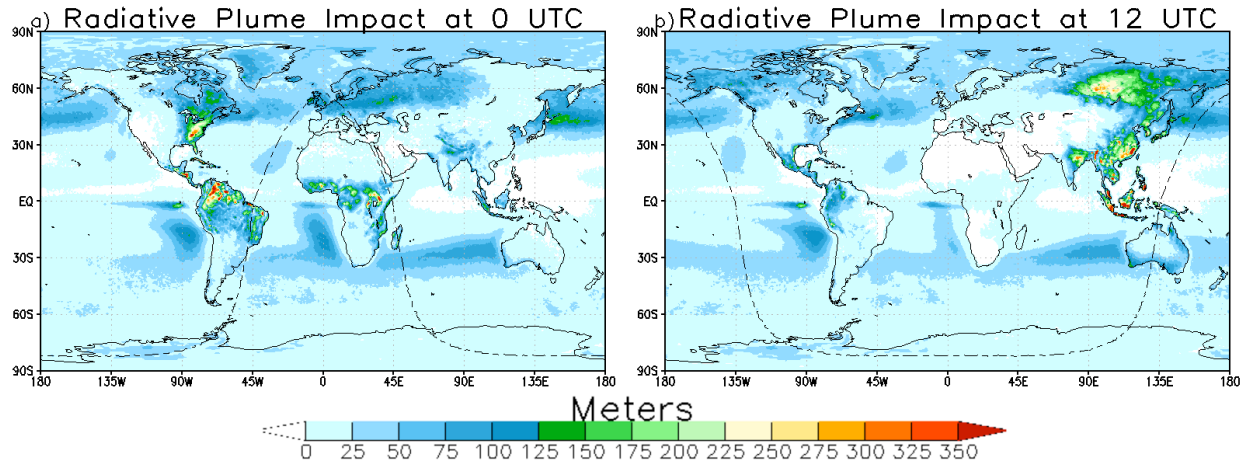 a) Radiative Plume Impact at 0 UTC
90N
60N
30N
EQ
30S
60S
90S
180 135W 90W 45W 0 45E 90E 135E 180
b) Radiative Plume Impact at 12 UTC
90N
60N
30N
EQ
30S
60S
90S
180 135W 90W 45W 0 45E 90E 135E 180
Meters
0 25 50 75 100 125 150 175 200 225 250 275 300 325 350